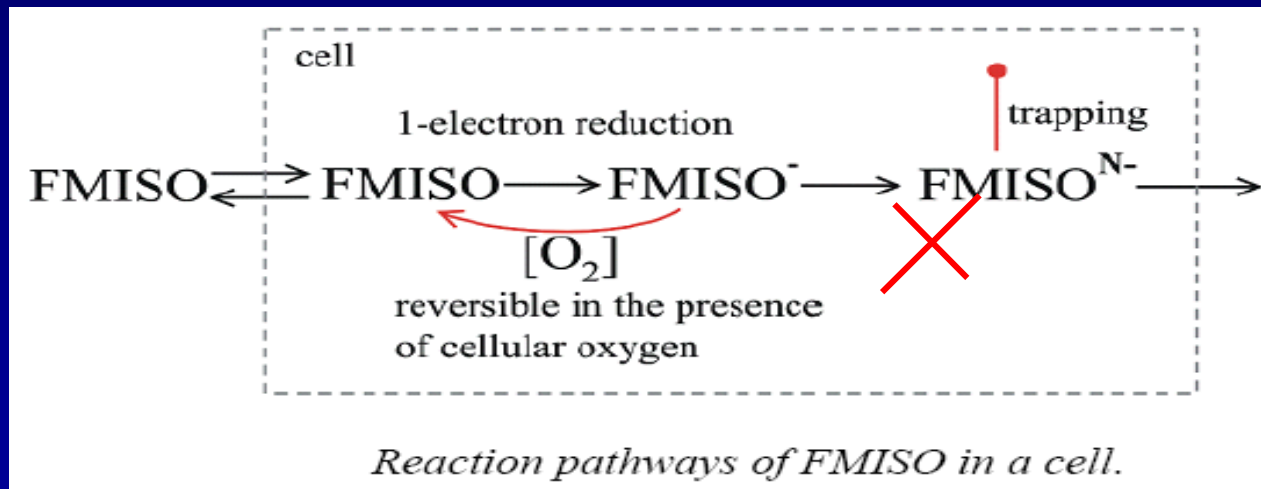 cell
1-electron reduction
trapping
FMISO FMISO FMISO⁻ FMISOᴺ⁻
[O₂]
reversible in the presence
of cellular oxygen
Reaction pathways of FMISO in a cell.